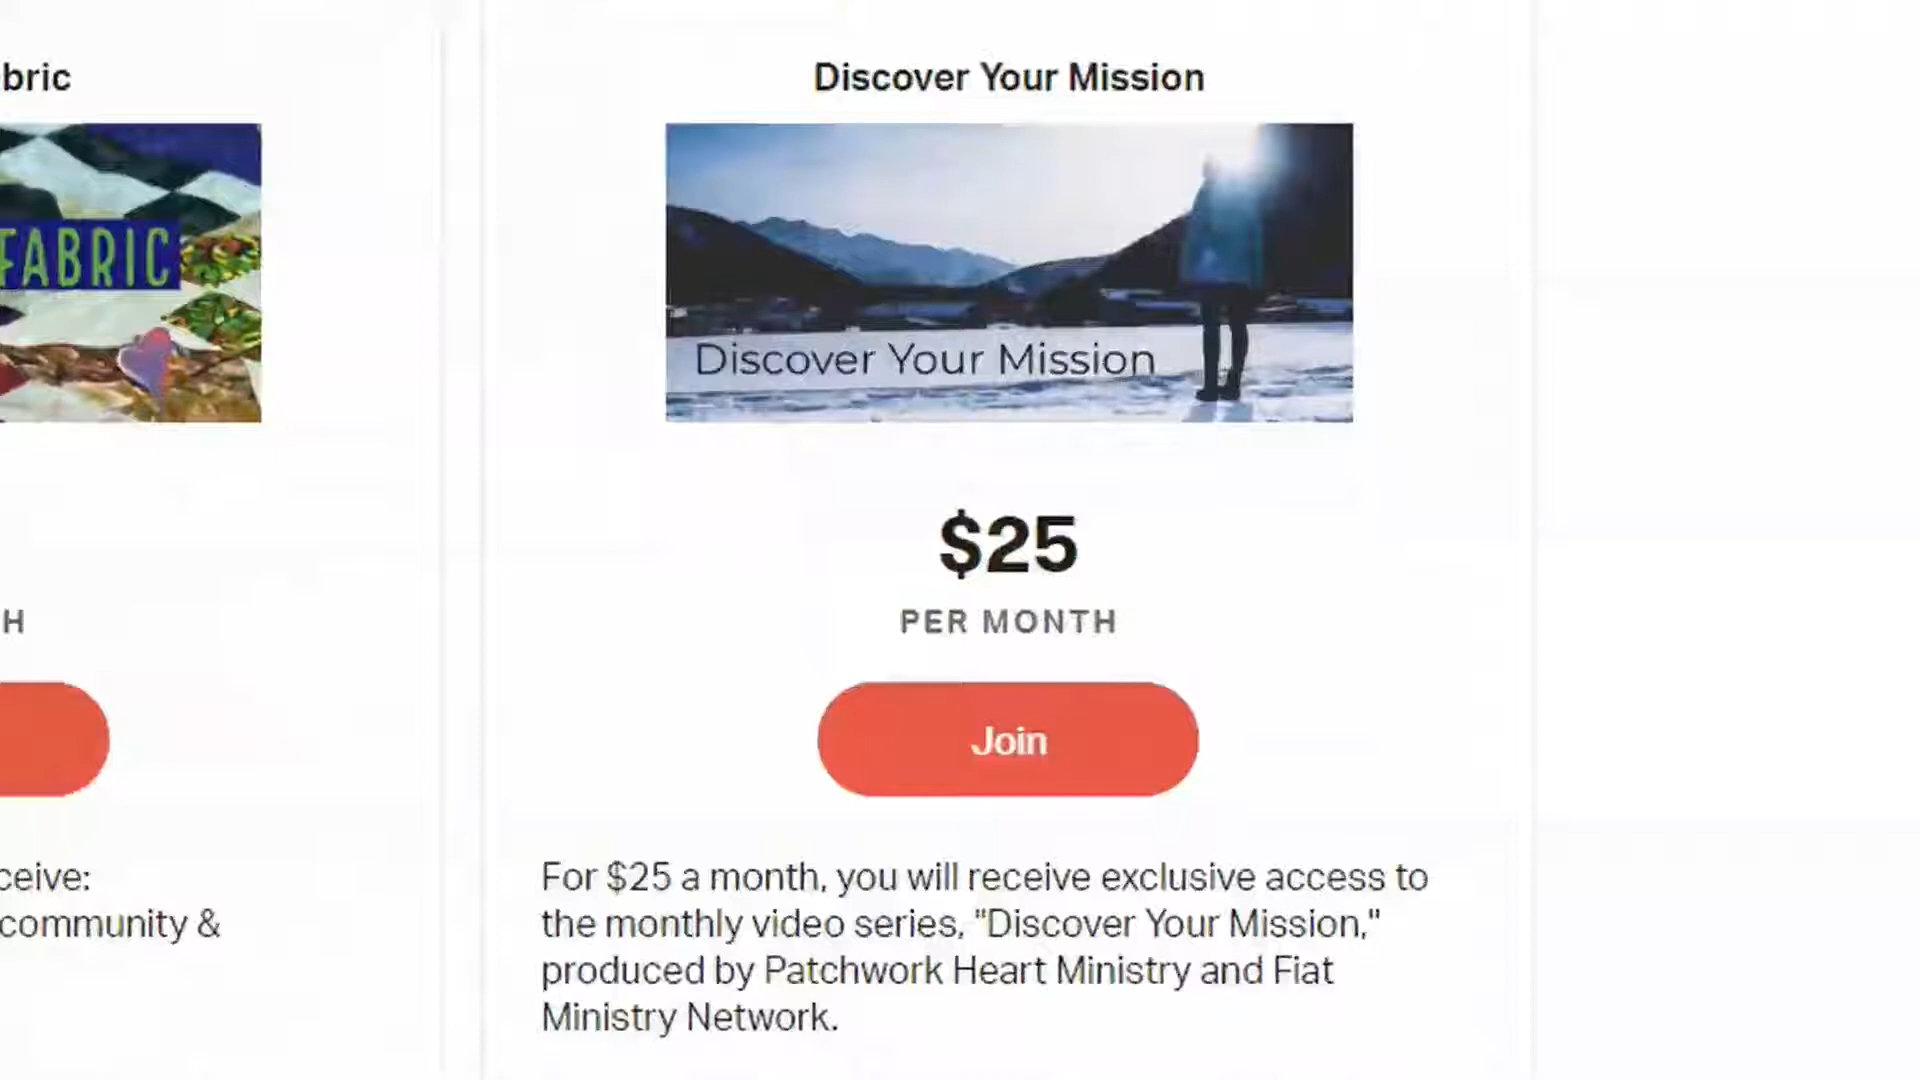 bric
FABRIC
H
ceive:
community &
Discover Your Mission
Discover Your Mission
$25
PER MONTH
Join
For $25 a month, you will receive exclusive access to
the monthly video series, "Discover Your Mission,"
produced by Patchwork Heart Ministry and Fiat
Ministry Network.